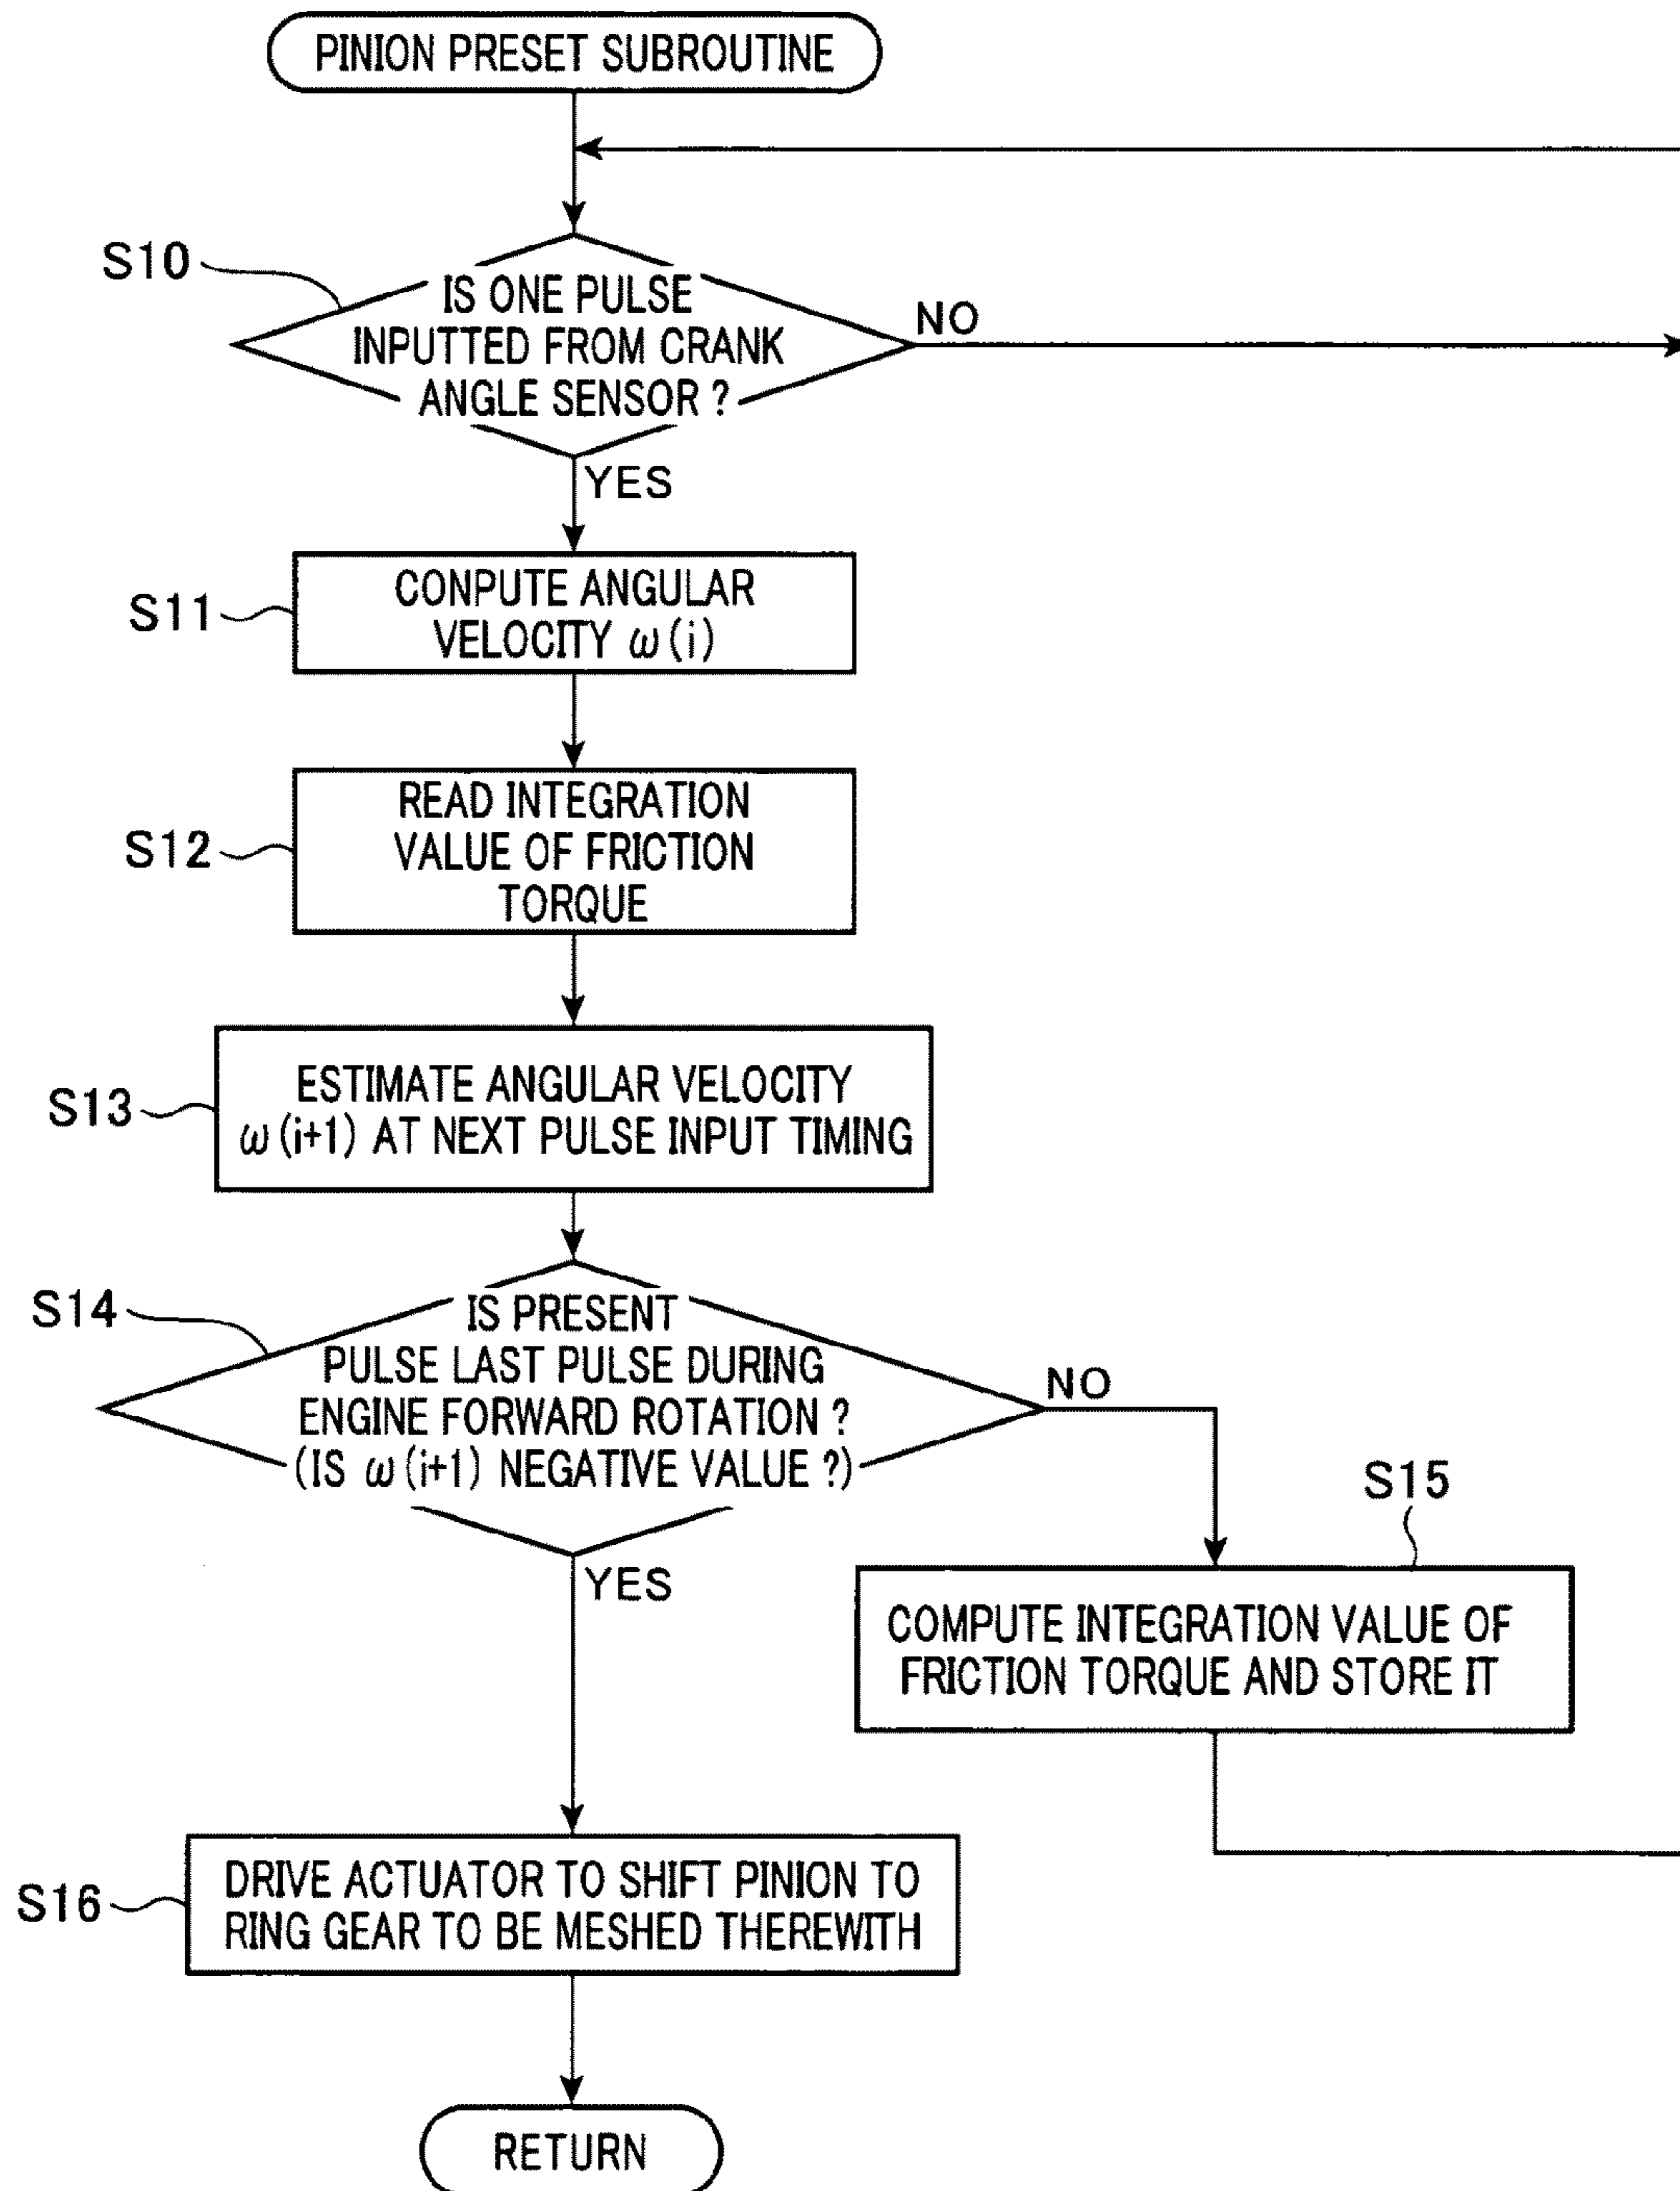 PINION PRESET SUBROUTINE
S10
IS ONE PULSE
INPUTTED FROM CRANK
ANGLE SENSOR ?
NO
YES
S11
CONPUTE ANGULAR
VELOCITY ω(i)
S12
READ INTEGRATION
VALUE OF FRICTION
TORQUE
S13
ESTIMATE ANGULAR VELOCITY
ω(i+1) AT NEXT PULSE INPUT TIMING
S14
IS PRESENT
PULSE LAST PULSE DURING
ENGINE FORWARD ROTATION ?
(IS ω(i+1) NEGATIVE VALUE ?)
NO
YES
S15
COMPUTE INTEGRATION VALUE OF
FRICTION TORQUE AND STORE IT
S16
DRIVE ACTUATOR TO SHIFT PINION TO
RING GEAR TO BE MESHED THEREWITH
RETURN